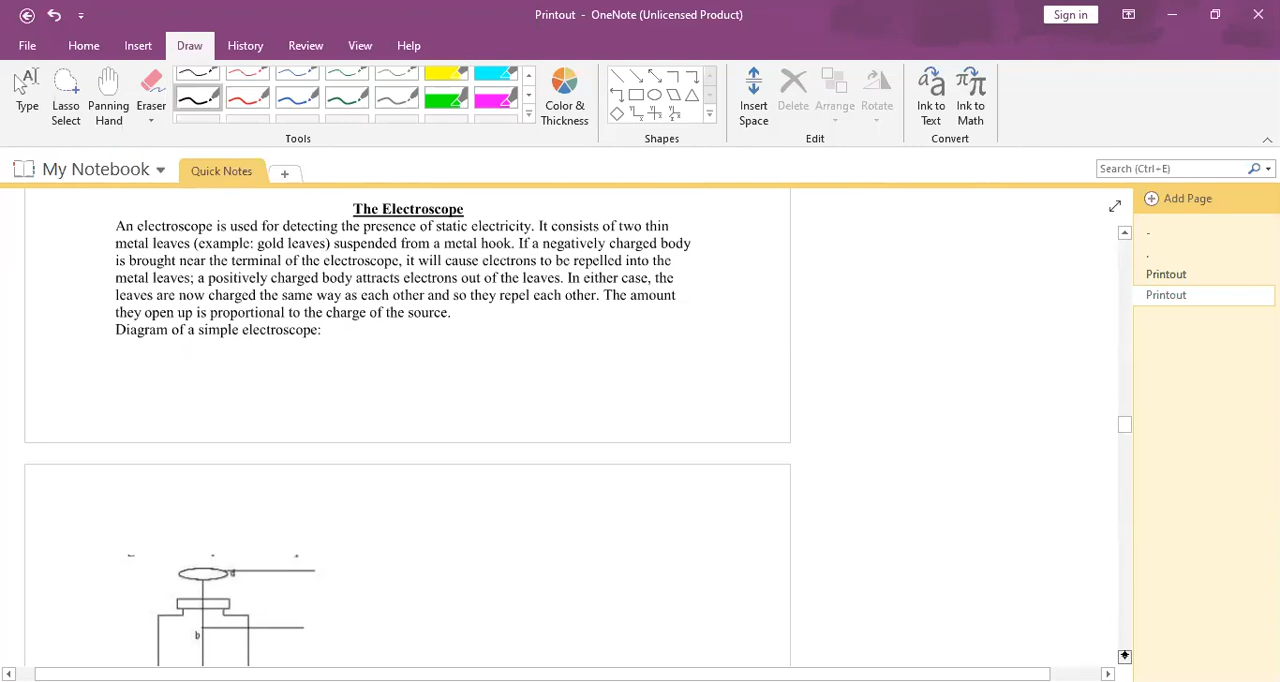 Printout - OneNote (Unlicensed Product)
Sign in
File Home Insert Draw History Review View Help
Type
Lasso Select
Panning Hand
Eraser
Color & Thickness
Insert Space
Delete
Arrange
Rotate
Ink to Text
Ink to Math
Tools
Shapes
Edit
Convert
My Notebook
Quick Notes
Search (Ctrl+E)
Add Page
-
.
Printout
Printout
The Electroscope
An electroscope is used for detecting the presence of static electricity. It consists of two thin
metal leaves (example: gold leaves) suspended from a metal hook. If a negatively charged body
is brought near the terminal of the electroscope, it will cause electrons to be repelled into the
metal leaves; a positively charged body attracts electrons out of the leaves. In either case, the
leaves are now charged the same way as each other and so they repel each other. The amount
they open up is proportional to the charge of the source.
Diagram of a simple electroscope:
b